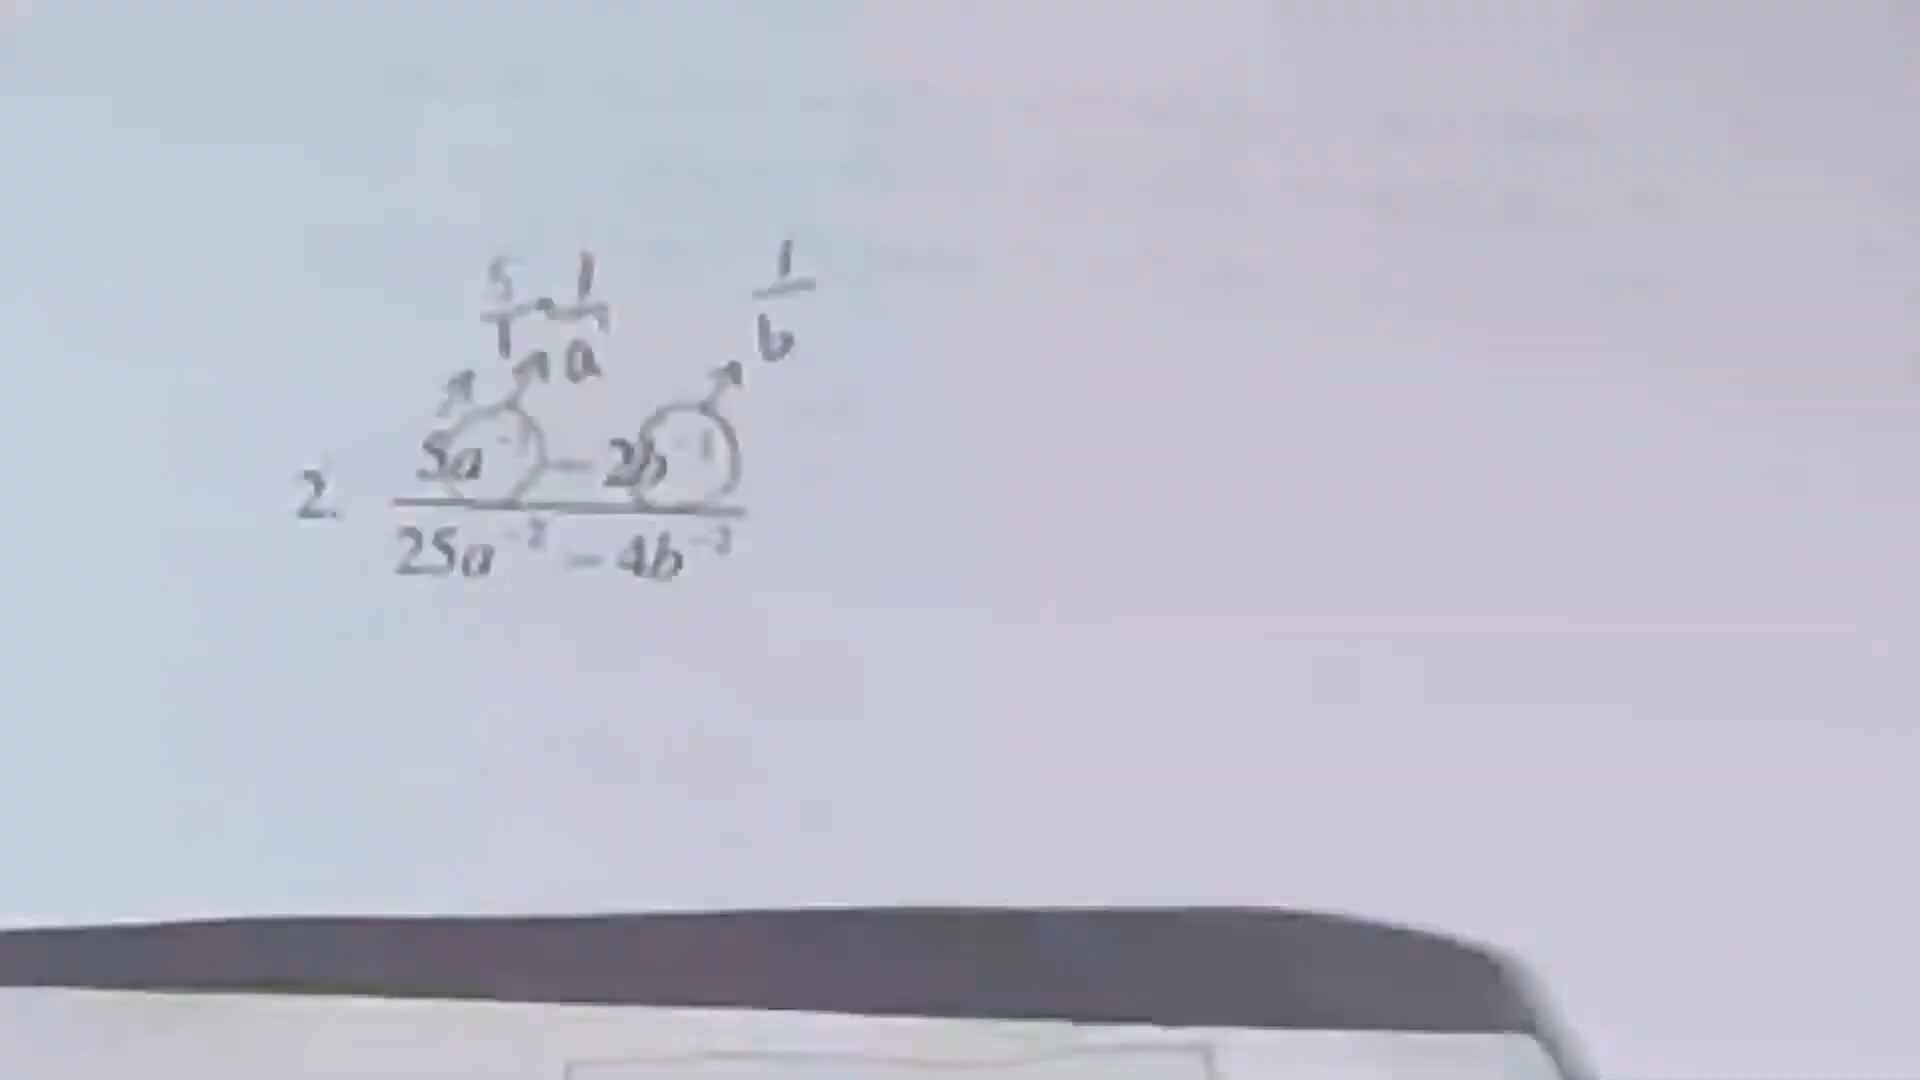 5/1 · 1/a 1/b
2. (5a⁻¹ – 2b⁻¹) / (25a⁻² – 4b⁻²)